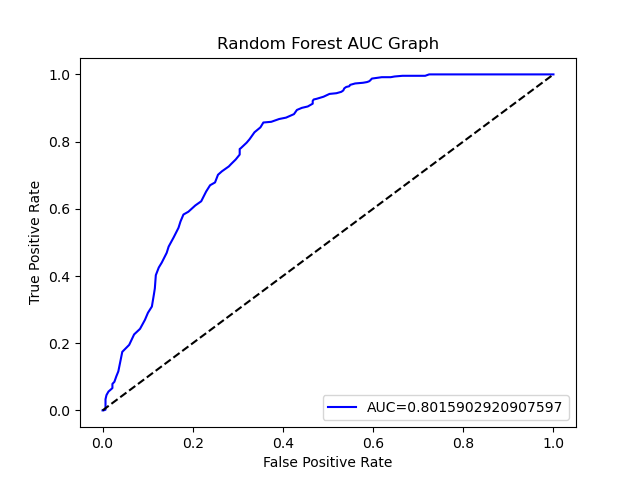 Random Forest AUC Graph
1.0
0.8
0.6
0.4
0.2
0.0
True Positive Rate
AUC=0.8015902920907597
0.0 0.2 0.4 0.6 0.8 1.0
False Positive Rate